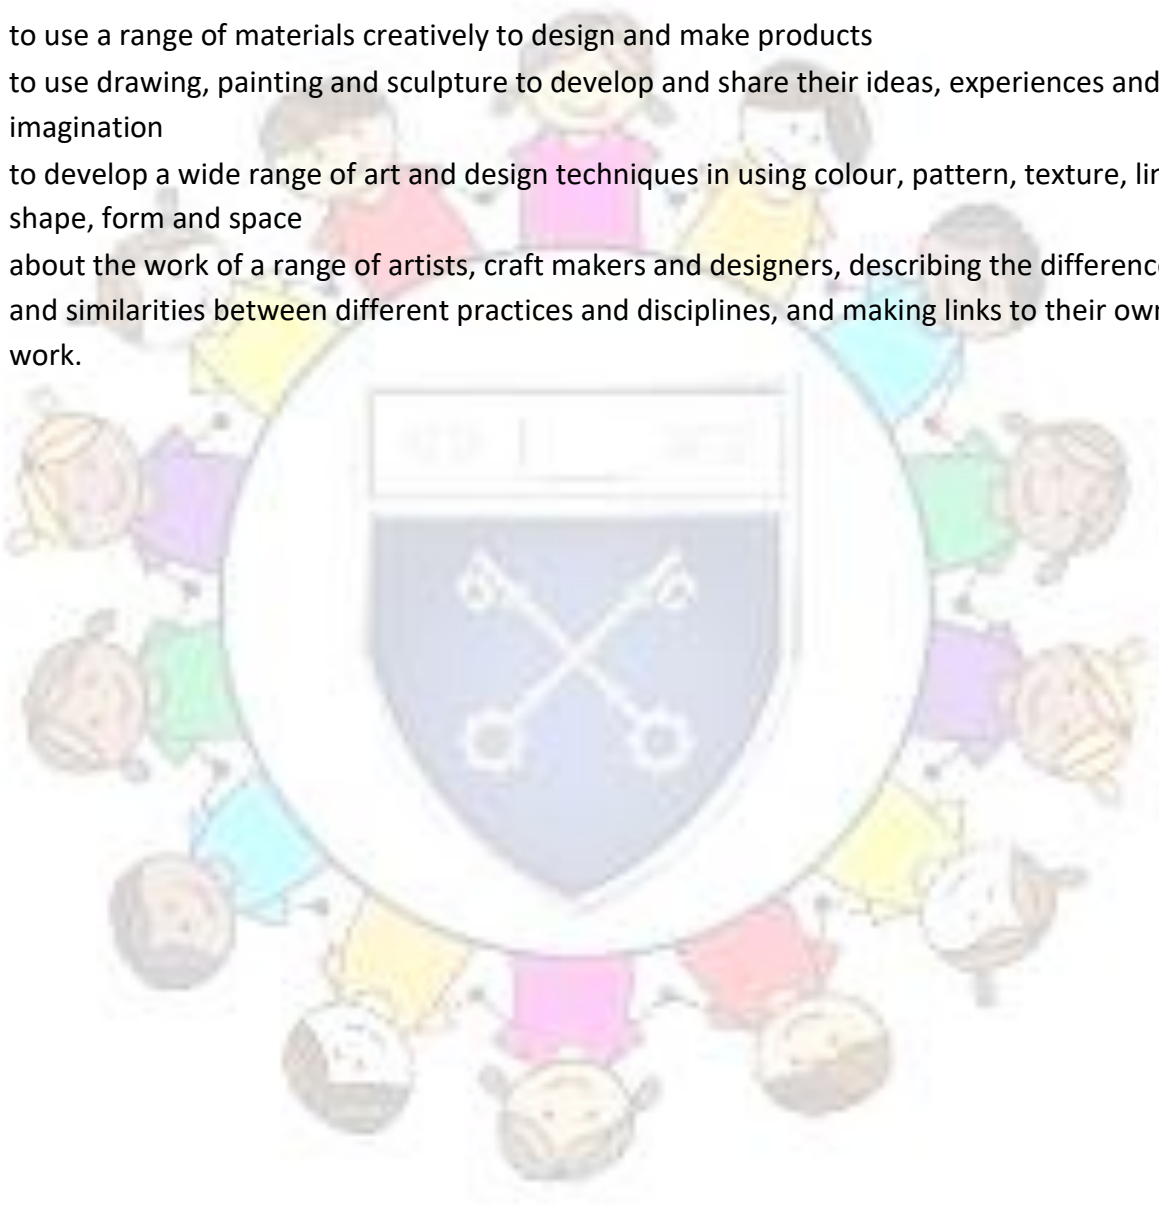 to use a range of materials creatively to design and make products
to use drawing, painting and sculpture to develop and share their ideas, experiences and
imagination
to develop a wide range of art and design techniques in using colour, pattern, texture,
shape, form and space
about the work of a range of artists, craft makers and designers, describing the
and similarities between different practices and disciplines, and making links to their own
work.